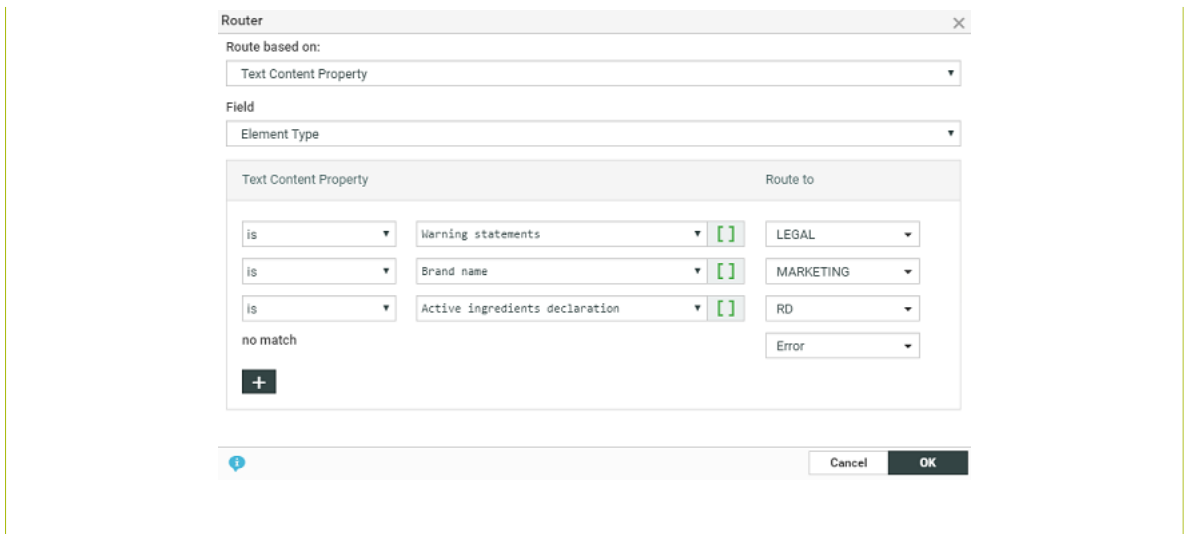 Router
Route based on:
Text Content Property
Field
Element Type
Text Content Property Route to
is Warning statements [] LEGAL
is Brand name [] MARKETING
is Active ingredients declaration [] RD
no match Error
+
Cancel OK